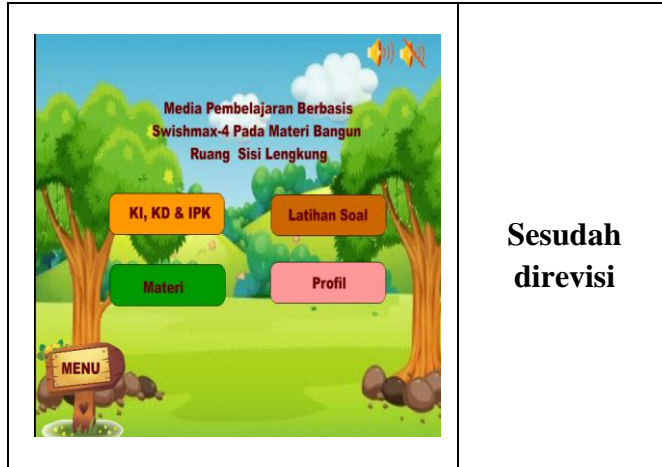 Media Pembelajaran Berbasis
Swishmax-4 Pada Materi Bangun
Ruang Sisi Lengkung
KI, KD & IPK
Latihan Soal
Materi
Profil
MENU
Sesudah
direvisi